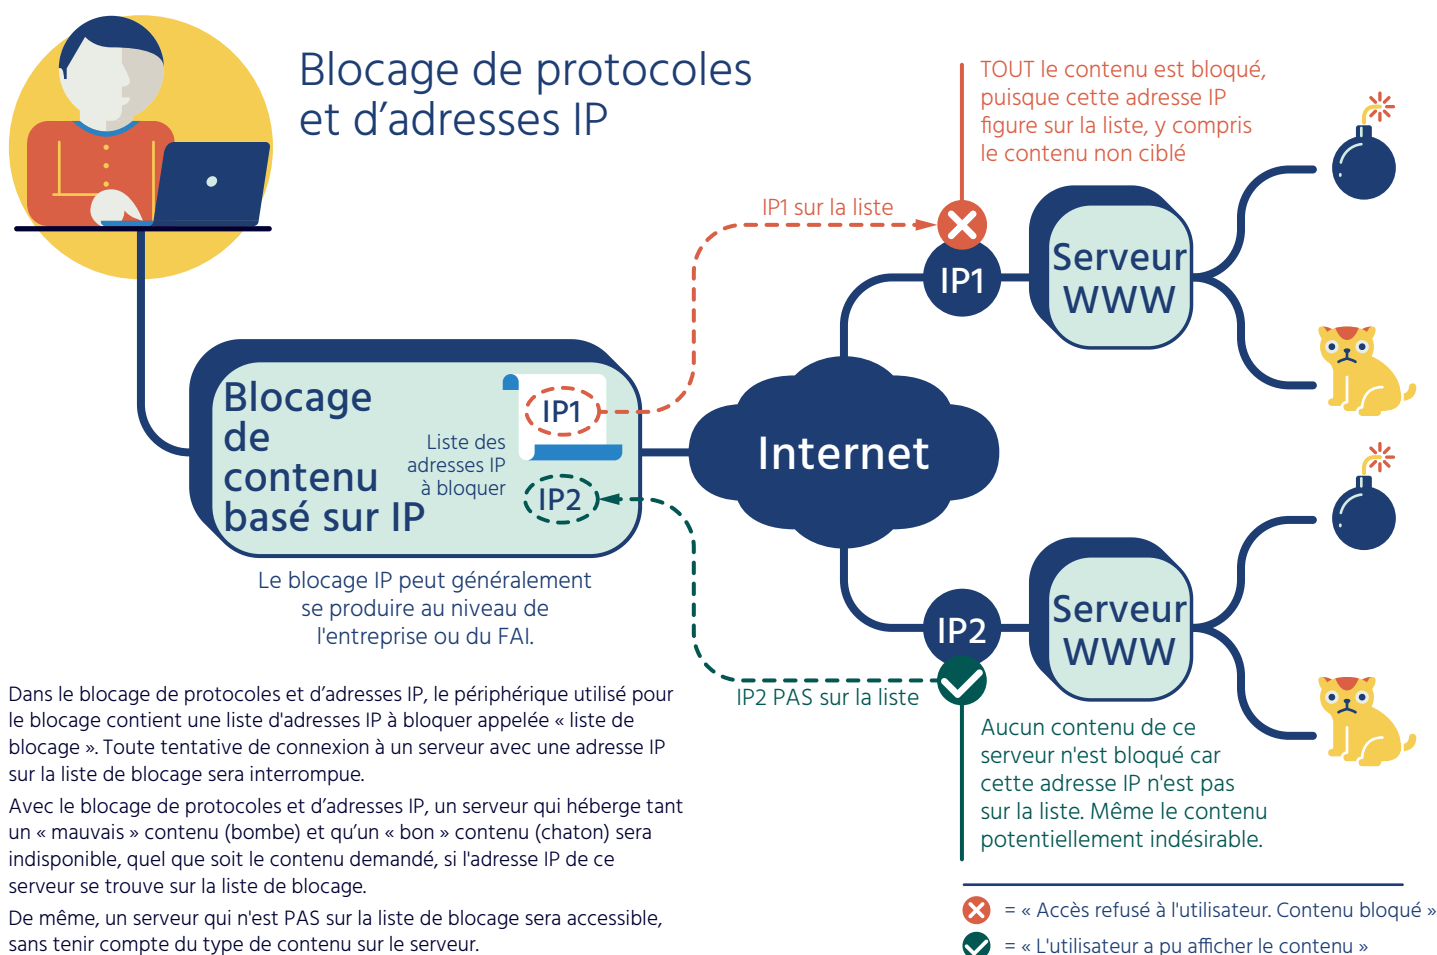 Blocage de protocoles
et d’adresses IP
TOUT le contenu est bloqué,
puisque cette adresse IP
figure sur la liste, y compris
le contenu non ciblé
IP1 sur la liste
IP1
Serveur
WWW
Blocage
de
contenu
basé sur IP
Liste des
adresses IP
à bloquer
IP1
IP2
Internet
Le blocage IP peut généralement
se produire au niveau de
l'entreprise ou du FAI.
IP2
Serveur
WWW
IP2 PAS sur la liste
Aucun contenu de ce
serveur n'est bloqué car
cette adresse IP n'est pas
sur la liste. Même le contenu
potentiellement indésirable.
Dans le blocage de protocoles et d’adresses IP, le périphérique utilisé pour
le blocage contient une liste d'adresses IP à bloquer appelée « liste de
blocage ». Toute tentative de connexion à un serveur avec une adresse IP
sur la liste de blocage sera interrompue.
Avec le blocage de protocoles et d’adresses IP, un serveur qui héberge tant
un « mauvais » contenu (bombe) et qu’un « bon » contenu (chaton) sera
indisponible, quel que soit le contenu demandé, si l'adresse IP de ce
serveur se trouve sur la liste de blocage.
De même, un serveur qui n'est PAS sur la liste de blocage sera accessible,
sans tenir compte du type de contenu sur le serveur.
= « Accès refusé à l'utilisateur. Contenu bloqué »
= « L'utilisateur a pu afficher le contenu »